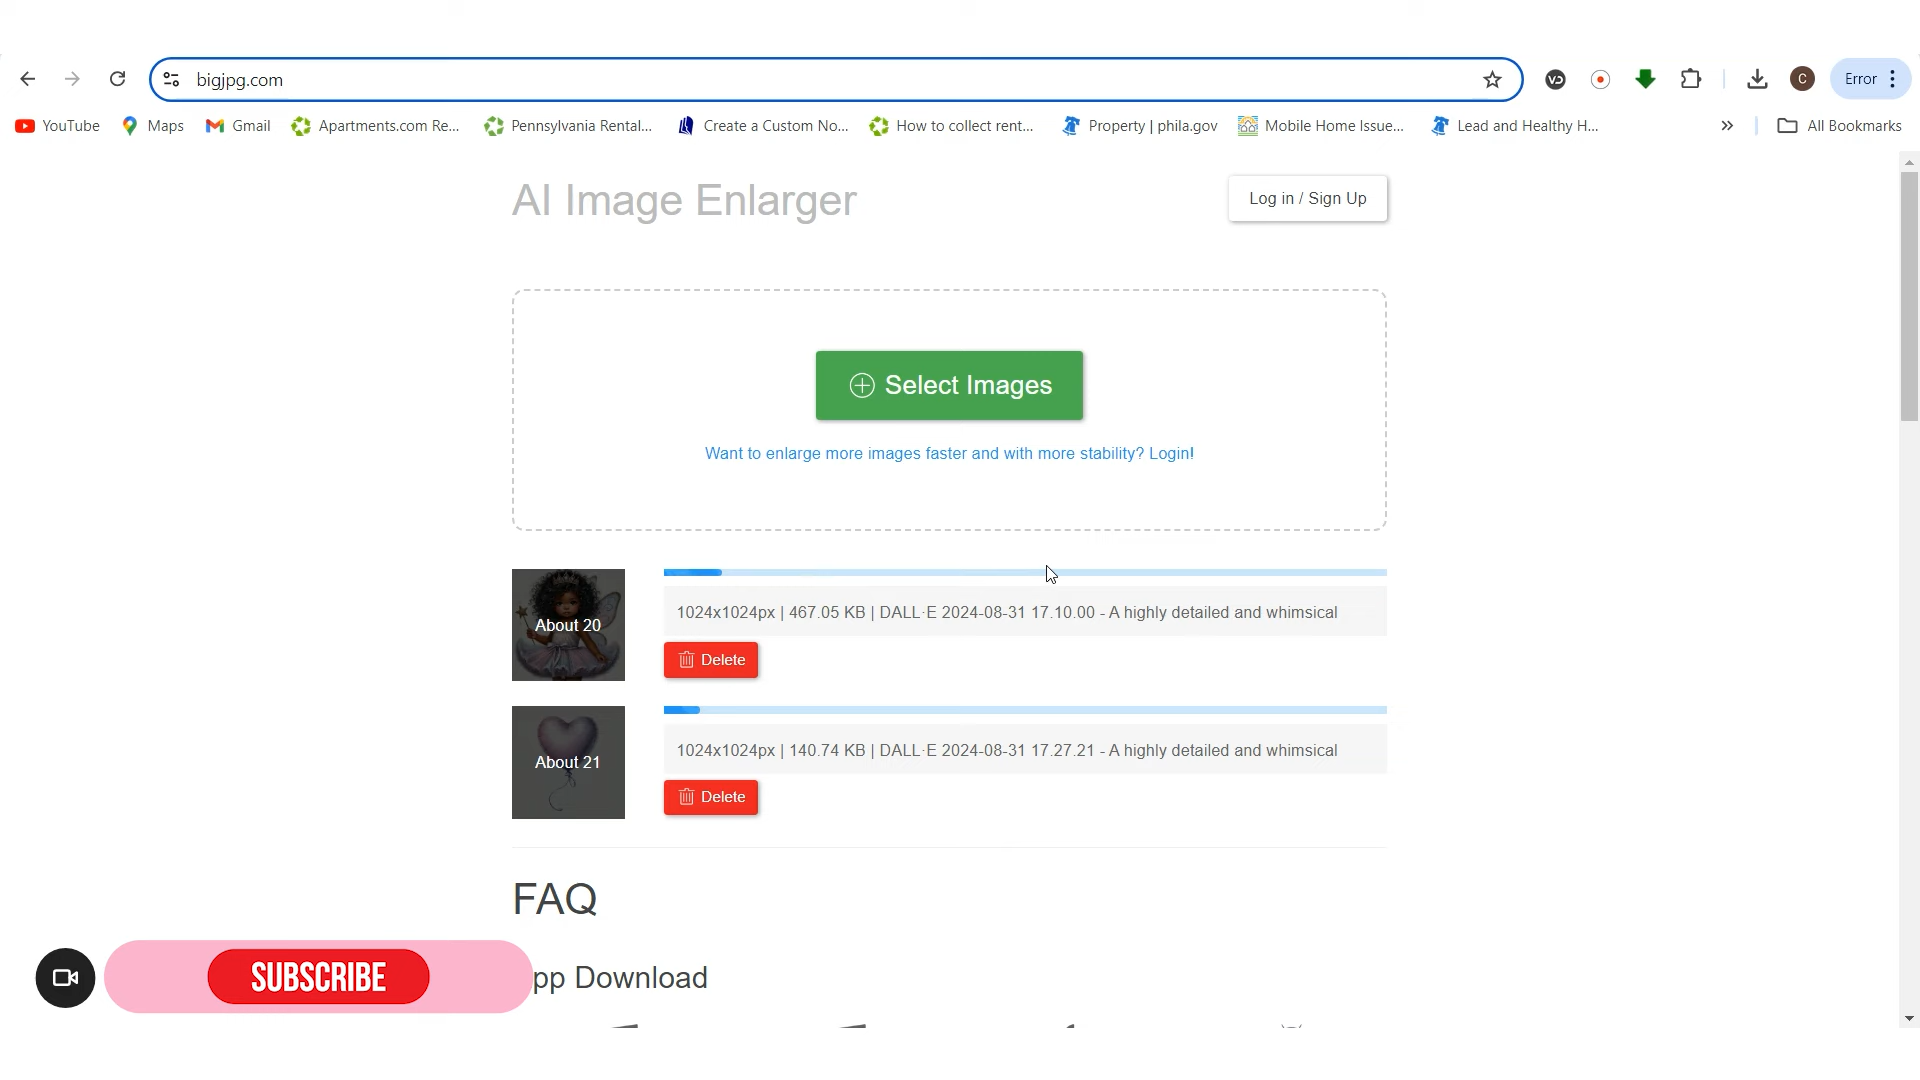 bigjpg.com
Error
YouTube
Maps
Gmail
Apartments.com Re...
Pennsylvania Rental...
Create a Custom No...
How to collect rent...
Property | phila.gov
Mobile Home Issue...
Lead and Healthy H...
All Bookmarks
AI Image Enlarger
Log in / Sign Up
Select Images
Want to enlarge more images faster and with more stability? Login!
About 20
1024x1024px | 467.05 KB | DALL·E 2024-08-31 17.10.00 - A highly detailed and whimsical
Delete
About 21
1024x1024px | 140.74 KB | DALL·E 2024-08-31 17.27.21 - A highly detailed and whimsical
Delete
FAQ
SUBSCRIBE
pp Download